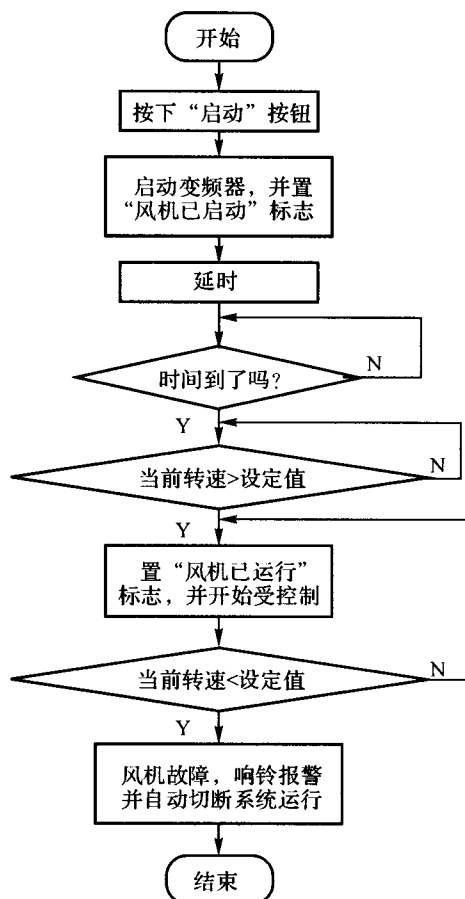 开始
按下“启动”按钮
启动变频器，并置
“风机已启动”标志
延时
时间到了吗？
N
Y
当前转速>设定值
N
Y
置“风机已运行”
标志，并开始受控制
当前转速<设定值
N
Y
风机故障，响铃报警
并自动切断系统运行
结束